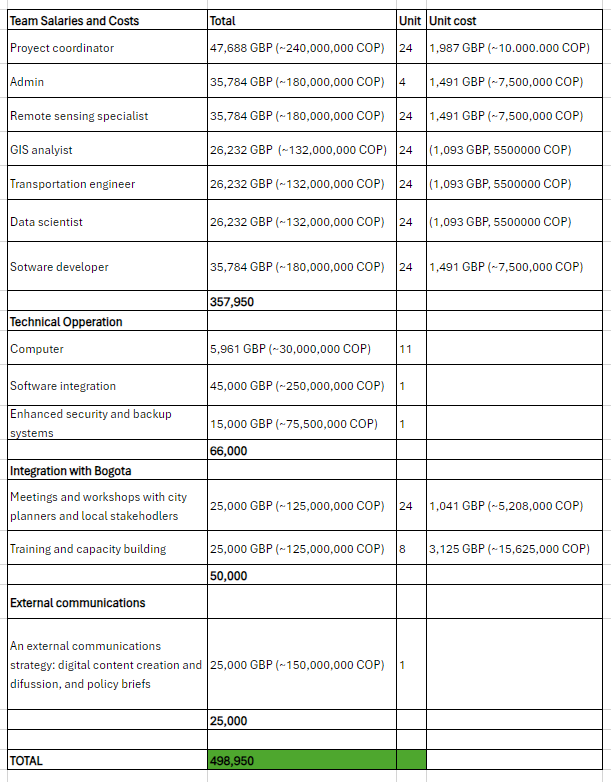 Team Salaries and Costs Total Unit Unit cost
Proyect coordinator 47,688 GBP (~240,000,000 COP) 24 1,987 GBP (~10.000.000 COP)
Admin 35,784 GBP (~180,000,000 COP) 4 1,491 GBP (~7,500,000 COP)
Remote sensing specialist 35,784 GBP (~180,000,000 COP) 24 1,491 GBP (~7,500,000 COP)
GIS analyist 26,232 GBP (~132,000,000 COP) 24 (1,093 GBP, 5500000 COP)
Transportation engineer 26,232 GBP (~132,000,000 COP) 24 (1,093 GBP, 5500000 COP)
Data scientist 26,232 GBP (~132,000,000 COP) 24 (1,093 GBP, 5500000 COP)
Sotware developer 35,784 GBP (~180,000,000 COP) 24 1,491 GBP (~7,500,000 COP)
357,950
Technical Opperation
Computer 5,961 GBP (~30,000,000 COP) 11
Software integration 45,000 GBP (~250,000,000 COP) 1
Enhanced security and backup
systems 15,000 GBP (~75,500,000 COP) 1
66,000
Integration with Bogota
Meetings and workshops with city
planners and local stakehodlers 25,000 GBP (~125,000,000 COP) 24 1,041 GBP (~5,208,000 COP)
Training and capacity building 25,000 GBP (~125,000,000 COP) 8 3,125 GBP (~15,625,000 COP)
50,000
External communications
An external communications
strategy: digital content creation and 25,000 GBP (~150,000,000 COP) 1
difussion, and policy briefs
25,000
TOTAL 498,950